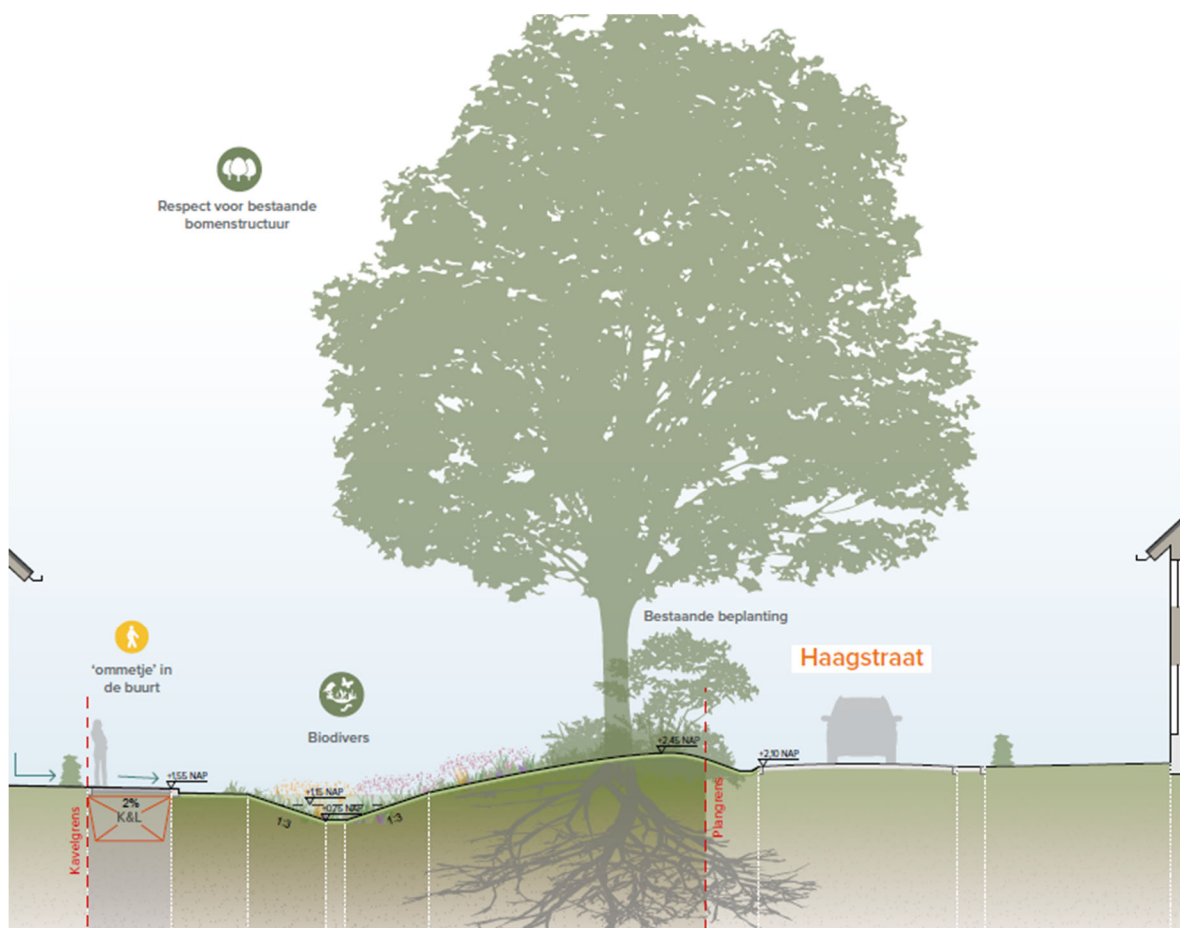 Respect voor bestaande
bomenstructuur
Bestaande beplanting
Haagstraat
'ommetje' in
de buurt
Biodivers
+2.45 NAP
+2.10 NAP
+1.55 NAP
+1.15 NAP
+0.75 NAP
2%
K&L
1:3
1:3
Kavelgrens
Plangrens